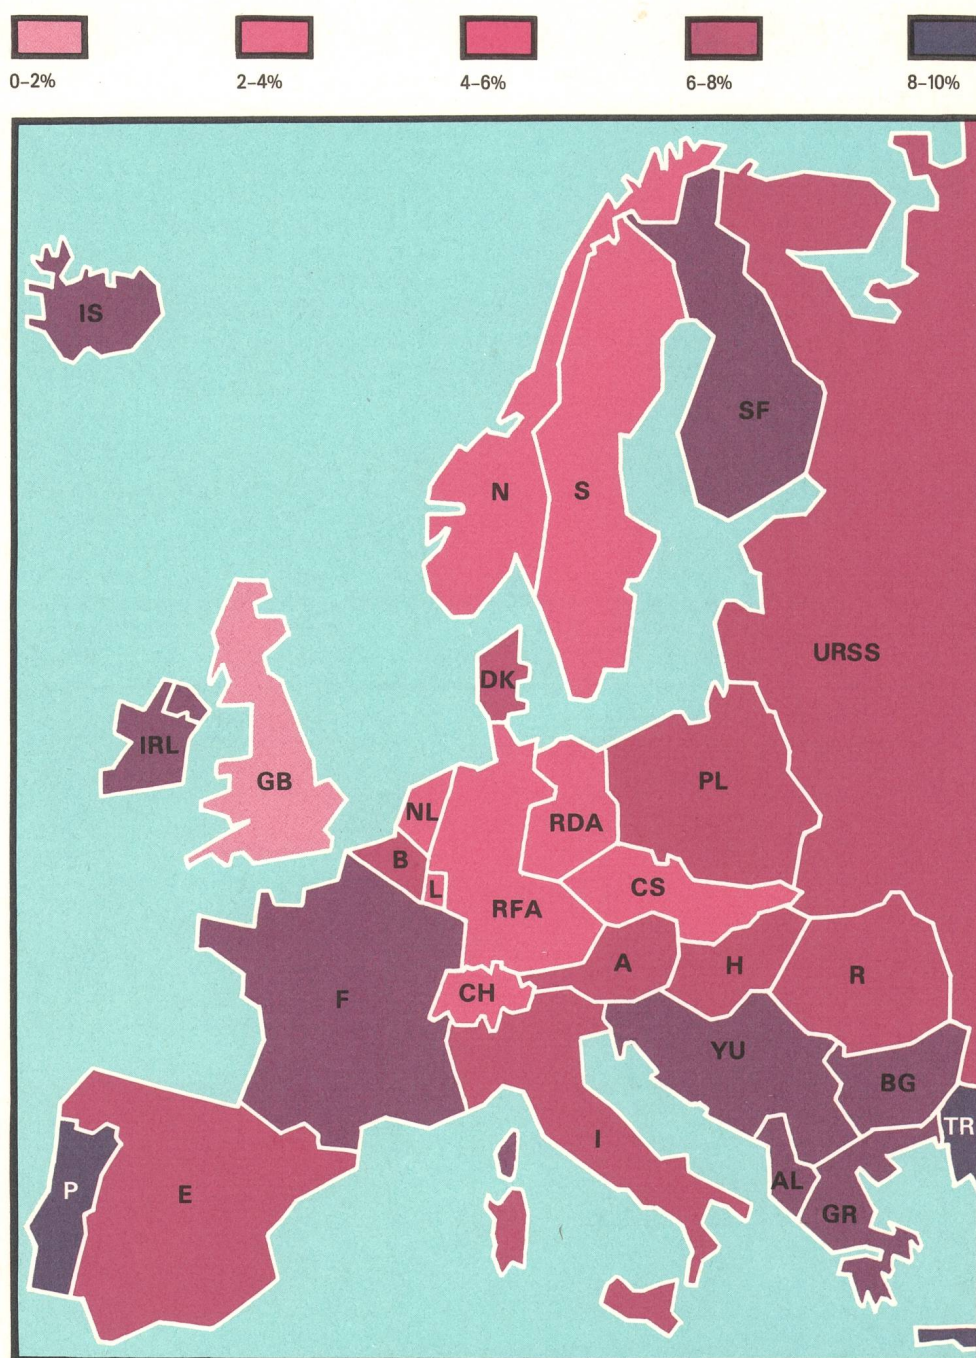 0–2% 2–4% 4–6% 6–8% 8–10%
IS
SF
N S
URSS
DK
IRL
GB
PL
NL
RDA
B
L
CS
RFA
A
H
R
CH
F
YU
BG
TR
I
P
E
AL
GR